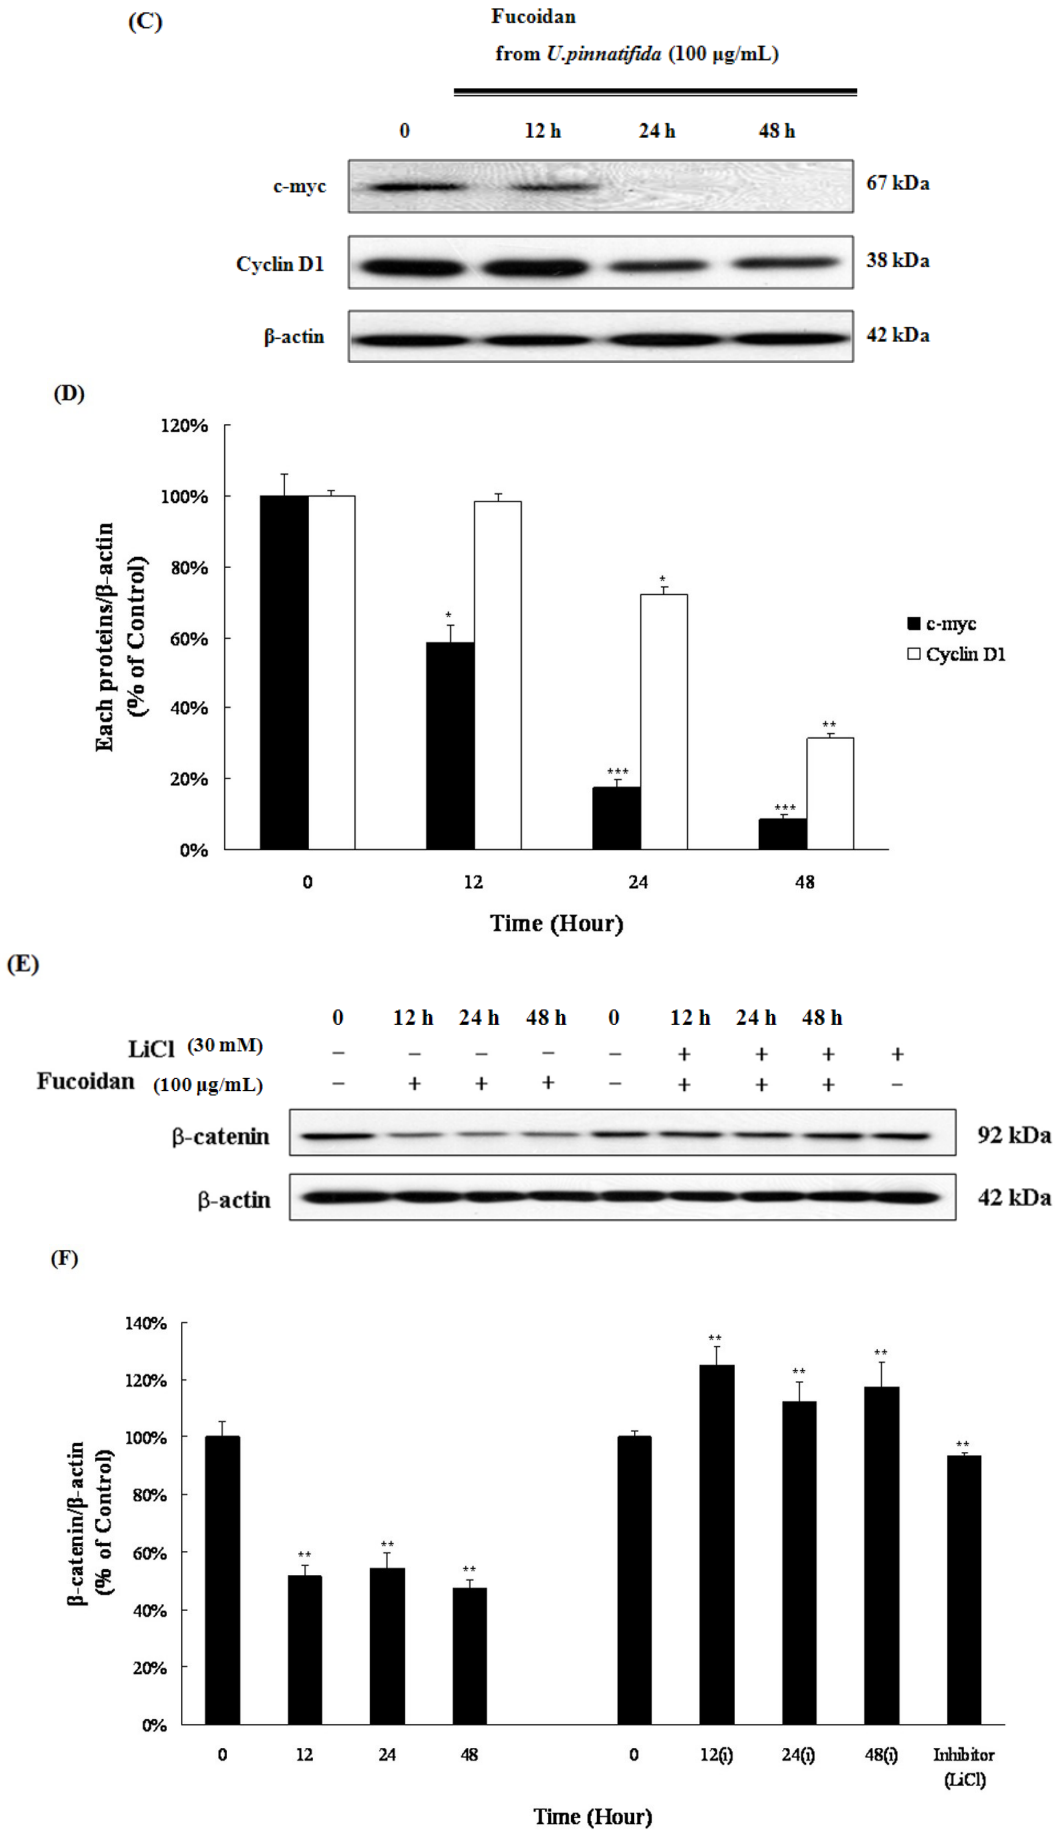 (C)
Fucoidan
from U.pinnatifida (100 µg/mL)
0 12 h 24 h 48 h
c-myc 67 kDa
Cyclin D1 38 kDa
β-actin 42 kDa
(D)
120%
100%
80%
60%
40%
20%
0%
Each proteins/β-actin
(% of Control)
*
***
*
***
**
c-myc
Cyclin D1
0 12 24 48
Time (Hour)
(E)
0 12 h 24 h 48 h 0 12 h 24 h 48 h
LiCl (30 mM) − − − − − + + + +
Fucoidan (100 µg/mL) − + + + − + + + −
β-catenin 92 kDa
β-actin 42 kDa
(F)
140%
120%
100%
80%
60%
40%
20%
0%
β-catenin/β-actin
(% of Control)
** ** ** ** ** ** **
0 12 24 48 0 12(i) 24(i) 48(i) Inhibitor
(LiCl)
Time (Hour)